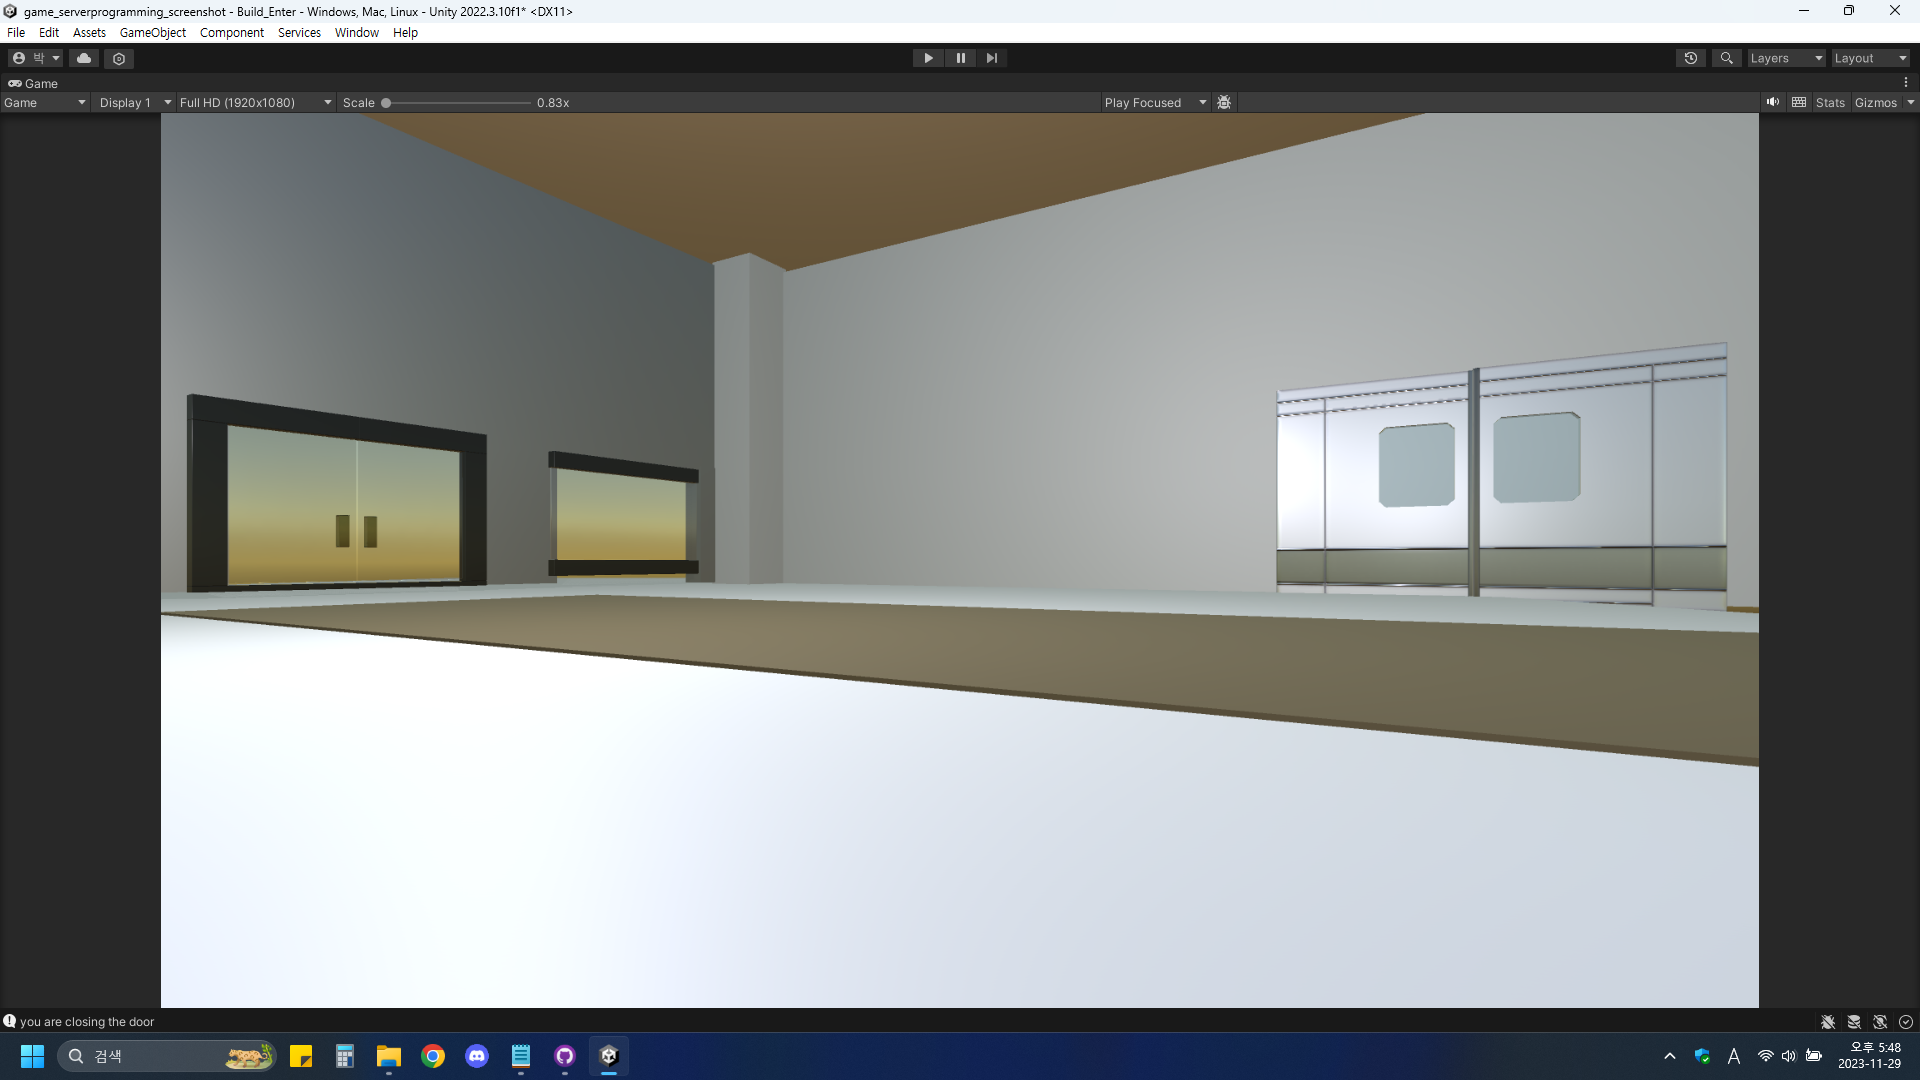 game_serverprogramming_screenshot - Build_Enter - Windows, Mac, Linux - Unity 2022.3.10f1* <DX11>
File Edit Assets GameObject Component Services Window Help
박 Layers Layout
Game
Game Display 1 Full HD (1920x1080) Scale 0.83x Play Focused Stats Gizmos
you are closing the door
검색 A 오후 5:48
2023-11-29